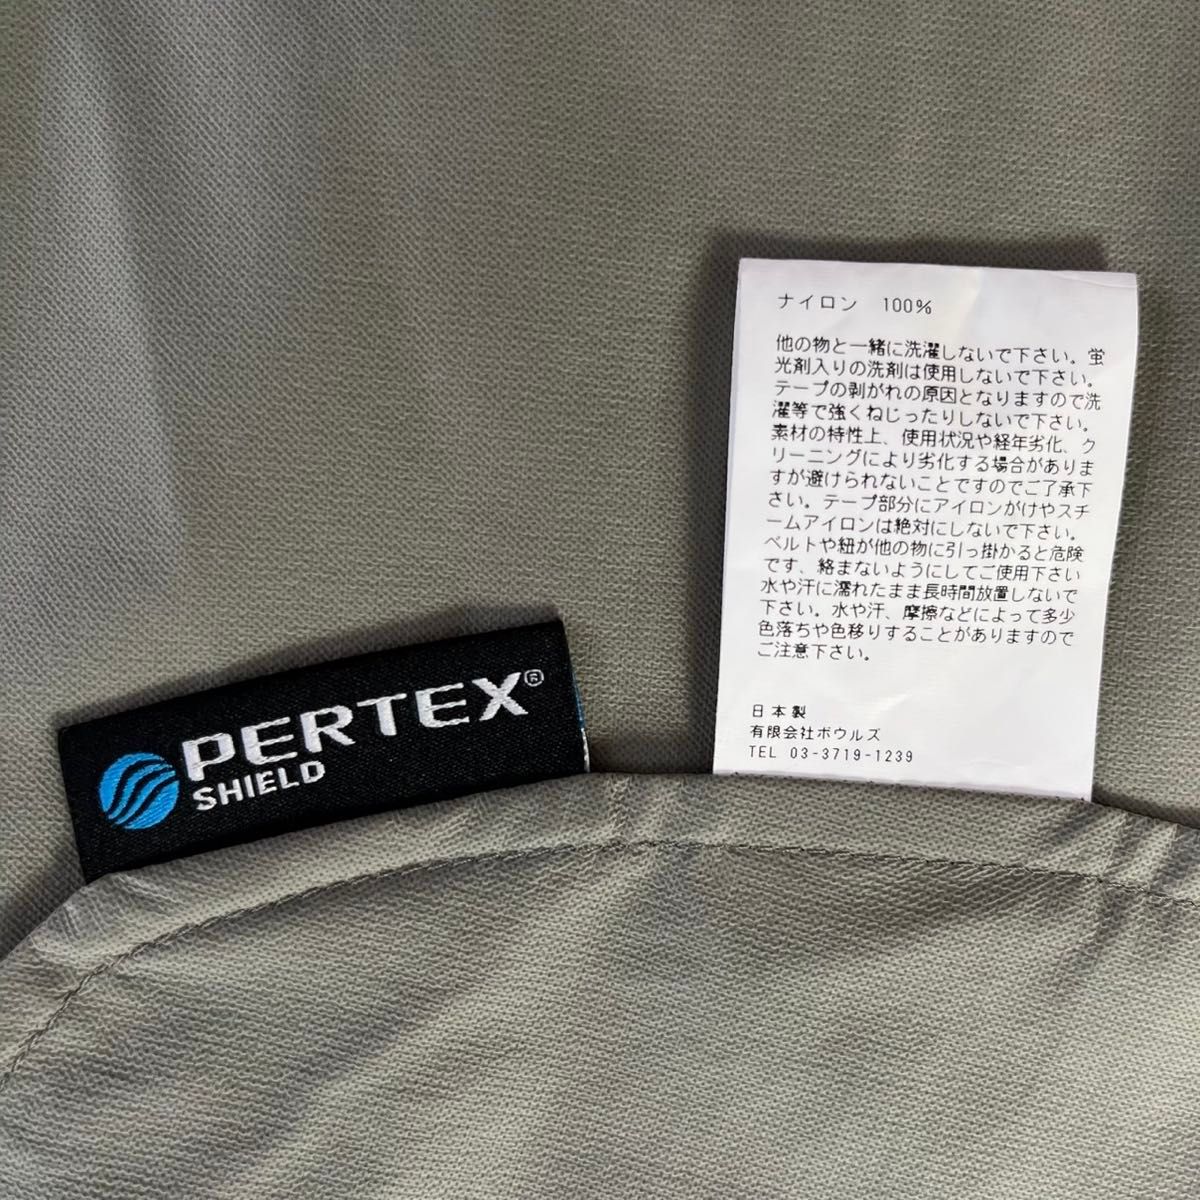 PERTEX®
SHIELD
ナイロン 100%
他の物と一緒に洗濯しないで下さい。蛍
光剤入りの洗剤は使用しないで下さい。
テープの剥がれの原因となりますので洗
濯等で強くねじったりしないで下さい。
素材の特性上、使用状況や経年劣化、ク
リーニングにより劣化する場合がありま
すが避けられないことですのでご了承下
さい。テープ部分にアイロンがけやスチ
ームアイロンは絶対にしないで下さい。
ベルトや紐が他の物に引っ掛かると危険
です、絡まないようにしてご使用下さい
水や汗に濡れたまま長時間放置しないで
下さい。水や汗、摩擦などによって多少
色落ちや色移りすることがありますので
ご注意下さい。
日本製
有限会社ボウルズ
TEL 03-3719-1239